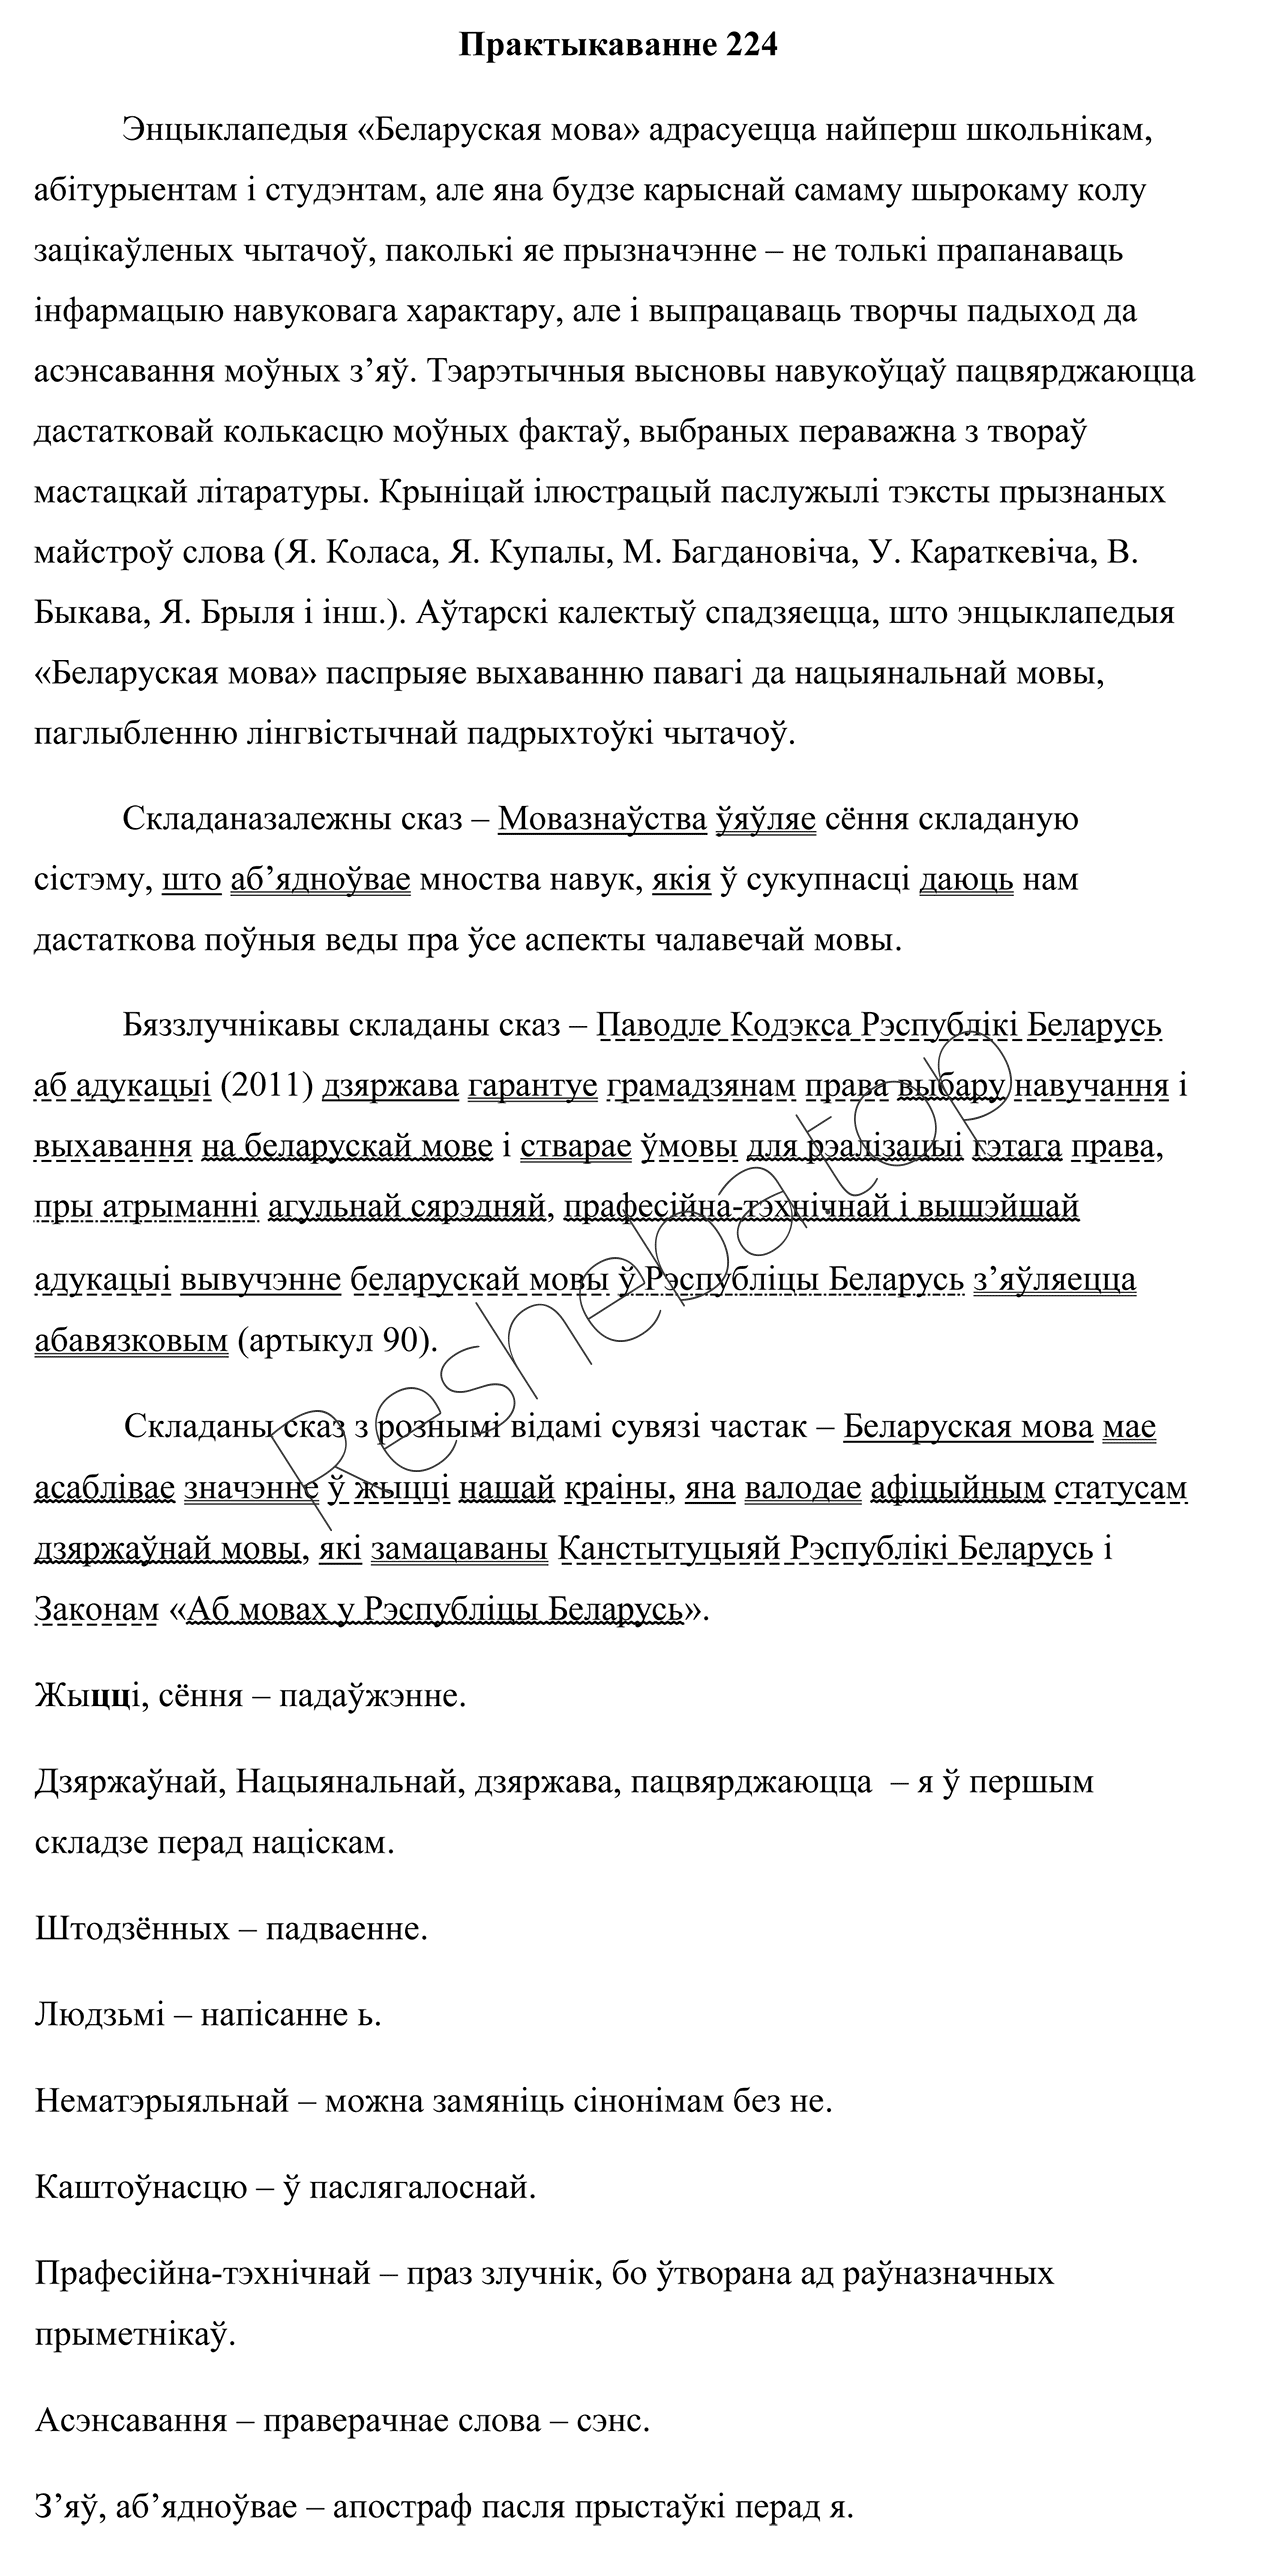 Практыкаванне 224
Энцыклапедыя «Беларуская мова» адрасуецца найперш школьнікам,
абітурыентам і студэнтам, але яна будзе карыснай самаму шырокаму колу
зацікаўленых чытачоў, паколькі яе прызначэнне – не толькі прапанаваць
інфармацыю навуковага характару, але і выпрацаваць творчы падыход да
асэнсавання моўных з’яў. Тэарэтычныя высновы навукоўцаў пацвярджаюцца
дастатковай колькасцю моўных фактаў, выбраных пераважна з твораў
мастацкай літаратуры. Крыніцай ілюстрацый паслужылі тэксты прызнаных
майстроў слова (Я. Коласа, Я. Купалы, М. Багдановіча, У. Караткевіча, В.
Быкава, Я. Брыля і інш.). Аўтарскі калектыў спадзяецца, што энцыклапедыя
«Беларуская мова» паспрыяе выхаванню павагі да нацыянальнай мовы,
паглыбленню лінгвістычнай падрыхтоўкі чытачоў.
Складаназалежны сказ – Мовазнаўства ўяўляе сёння складаную
сістэму, што аб’ядноўвае мноства навук, якія ў сукупнасці даюць нам
дастаткова поўныя веды пра ўсе аспекты чалавечай мовы.
Бяззлучнікавы складаны сказ – Паводле Кодэкса Рэспублікі Беларусь
аб адукацыі (2011) дзяржава гарантуе грамадзянам права выбару навучання і
выхавання на беларускай мове і стварае ўмовы для рэалізацыі гэтага права,
пры атрыманні агульнай сярэдняй, прафесійна-тэхнічнай і вышэйшай
адукацыі вывучэнне беларускай мовы ў Рэспубліцы Беларусь з’яўляецца
абавязковым (артыкул 90).
Складаны сказ з рознымі відамі сувязі частак – Беларуская мова мае
асаблівае значэнне ў жыцці нашай краіны, яна валодае афіцыйным статусам
дзяржаўнай мовы, які замацаваны Канстытуцыяй Рэспублікі Беларусь і
Законам «Аб мовах у Рэспубліцы Беларусь».
Жыцці, сёння – падаўжэнне.
Дзяржаўнай, Нацыянальнай, дзяржава, пацвярджаюцца – я ў першым
складзе перад націскам.
Штодзённых – падваенне.
Людзьмі – напісанне ь.
Нематэрыяльнай – можна замяніць сінонімам без не.
Каштоўнасцю – ў паслягалоснай.
Прафесійна-тэхнічнай – праз злучнік, бо ўтворана ад раўназначных
прыметнікаў.
Асэнсавання – праверачнае слова – сэнс.
З’яў, аб’ядноўвае – апостраф пасля прыстаўкі перад я.
Reshebatop